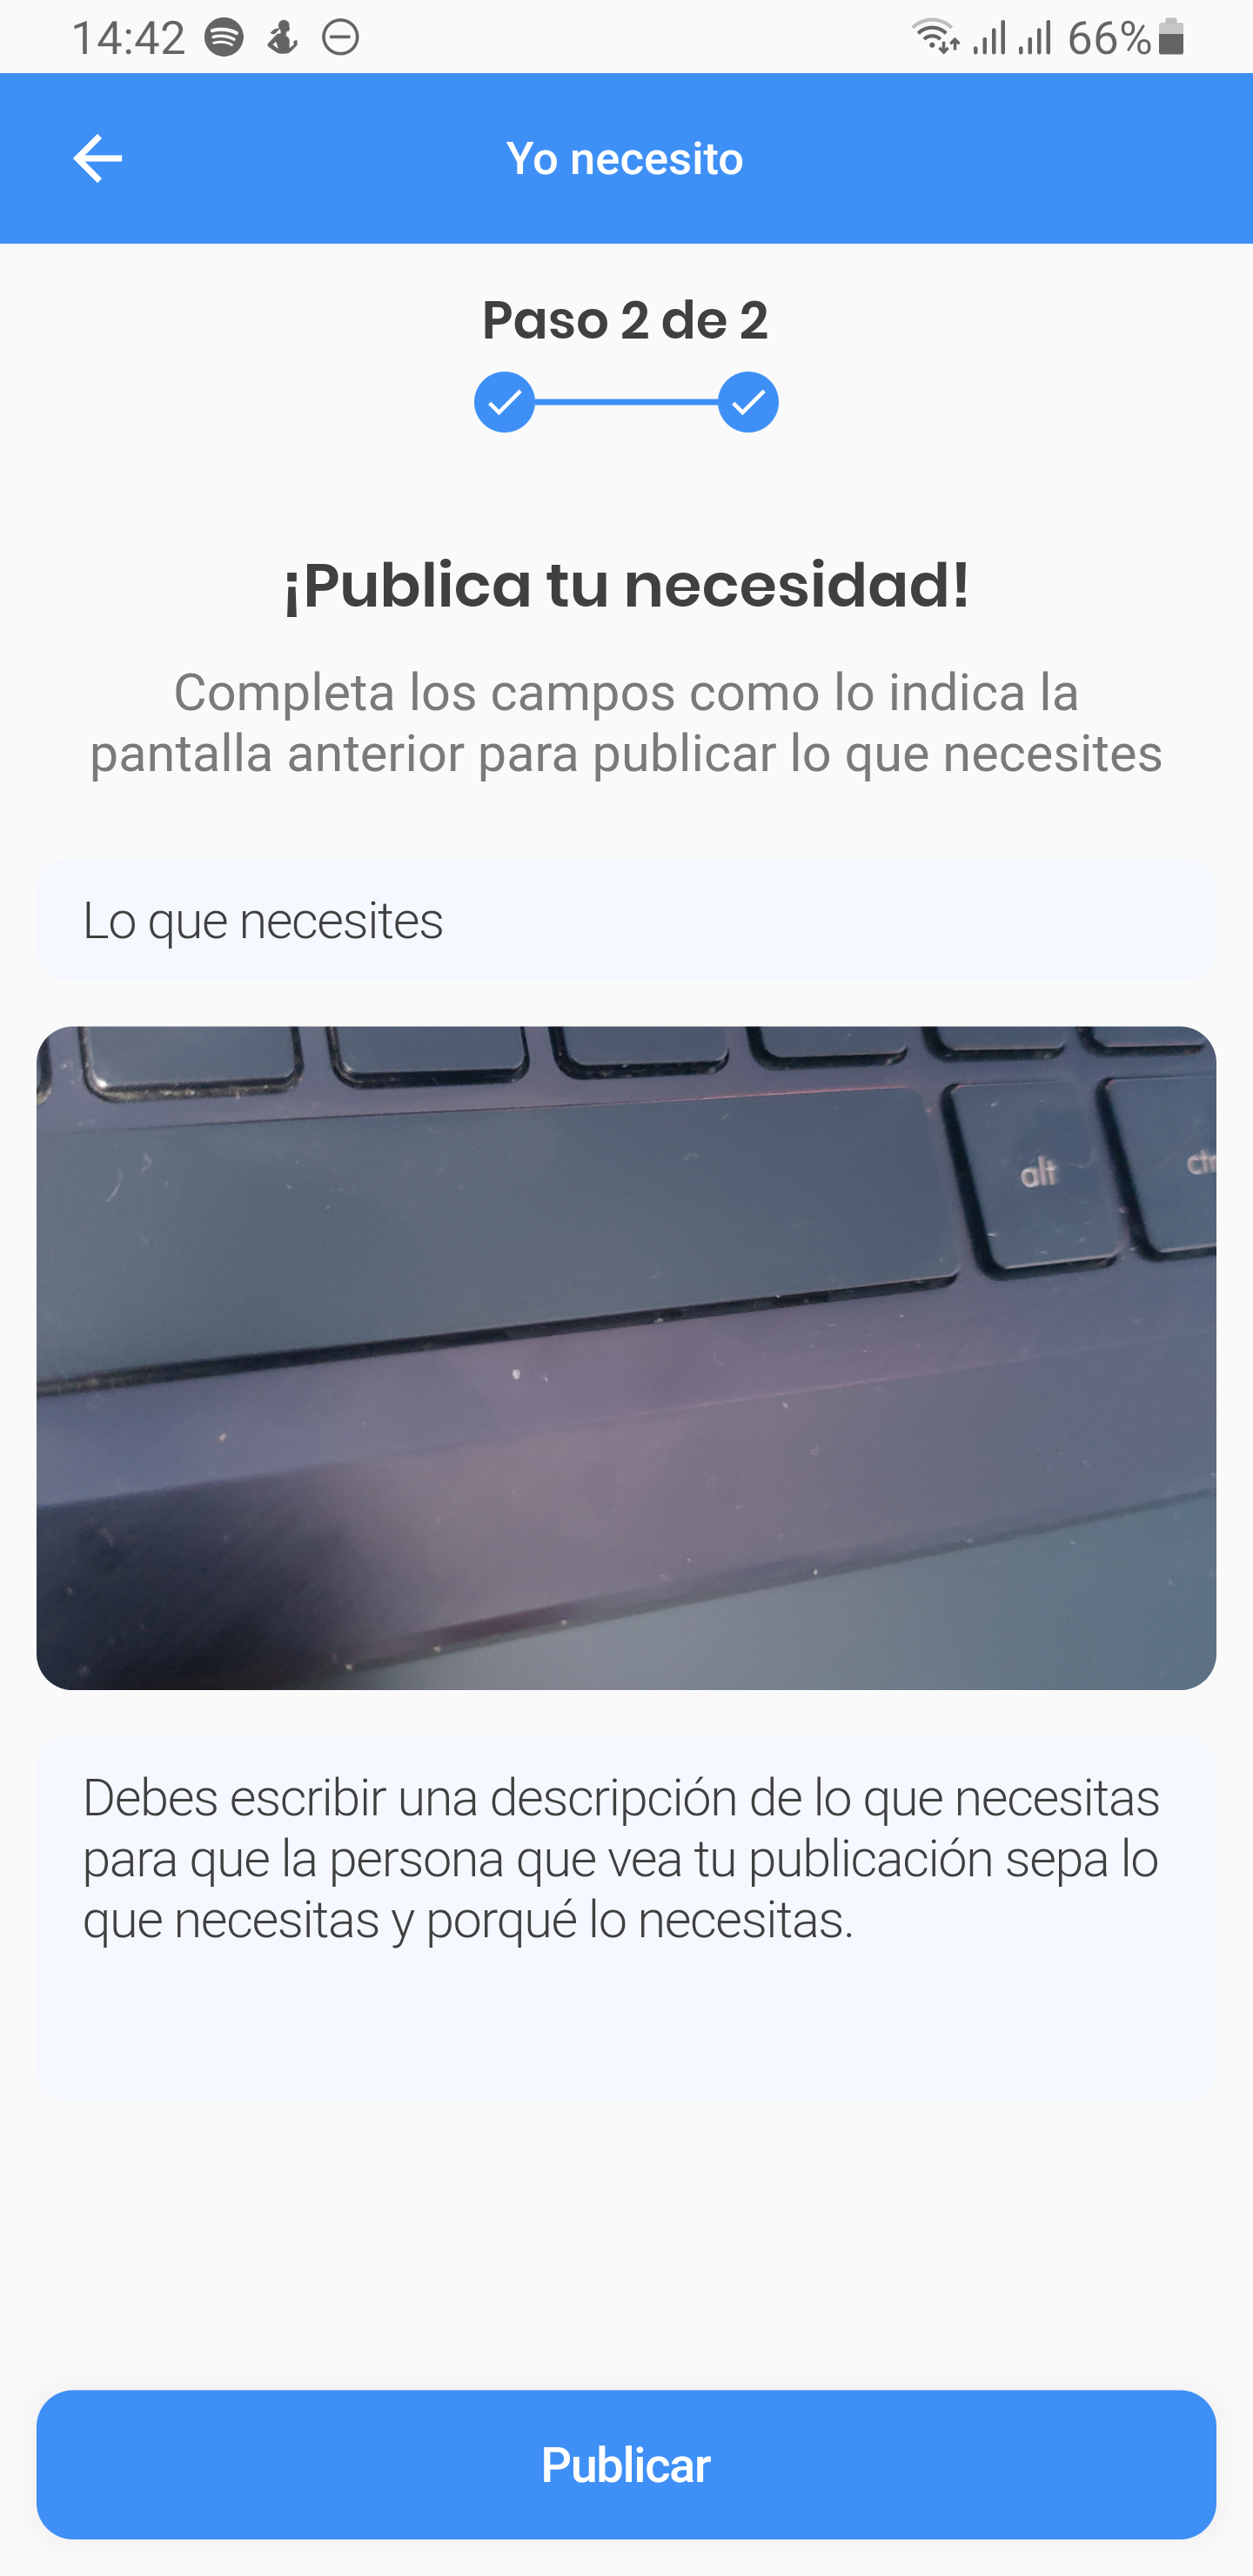 14:42 66%
Yo necesito
Paso 2 de 2
¡Publica tu necesidad!
Completa los campos como lo indica la
pantalla anterior para publicar lo que necesites
Lo que necesites
alt
Debes escribir una descripción de lo que necesitas
para que la persona que vea tu publicación sepa lo
que necesitas y porqué lo necesitas.
Publicar